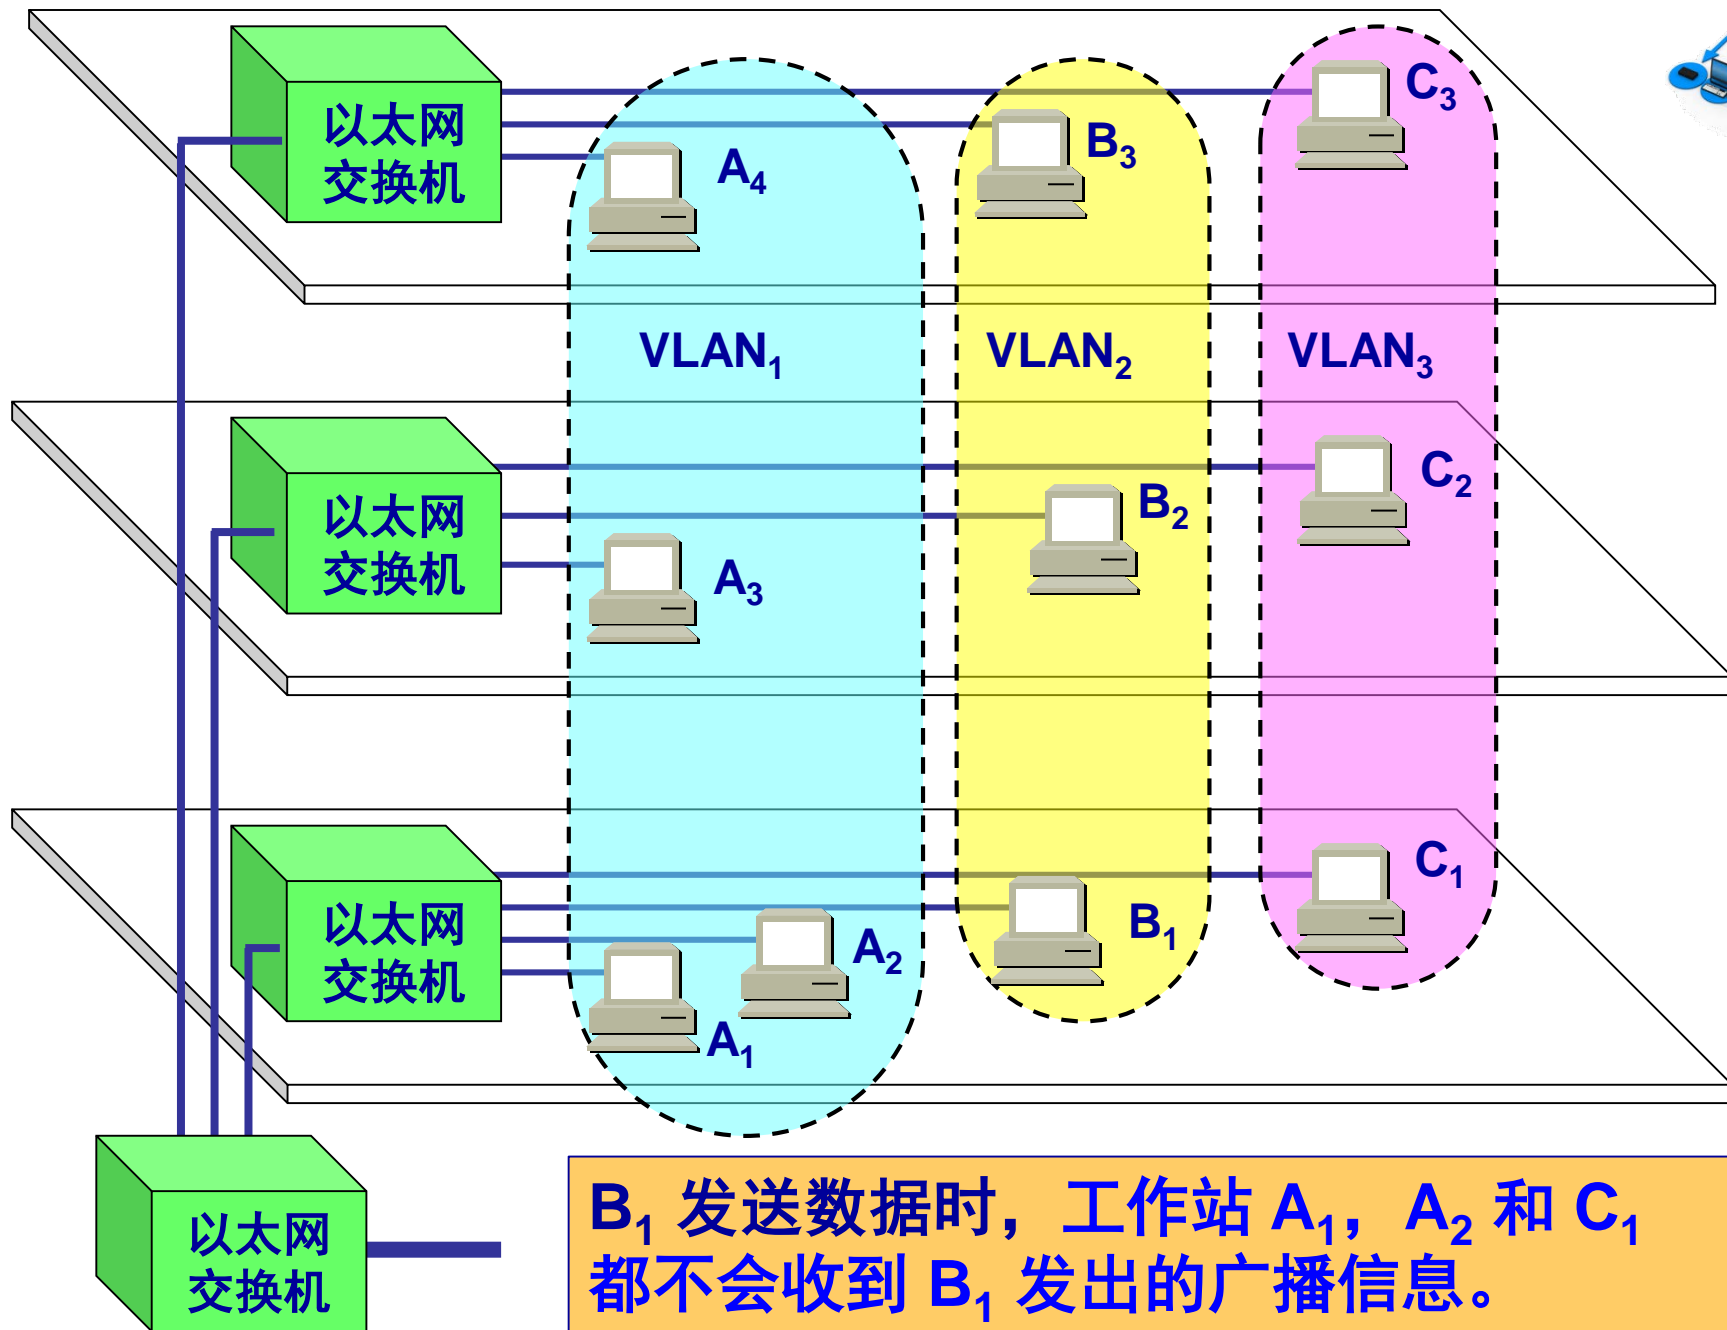 以太网
交换机
C3
B3
A4
VLAN1
VLAN2
VLAN3
以太网
交换机
C2
B2
A3
以太网
交换机
C1
B1
A2
A1
以太网
交换机
B1 发送数据时，工作站 A1，A2 和 C1
都不会收到 B1 发出的广播信息。